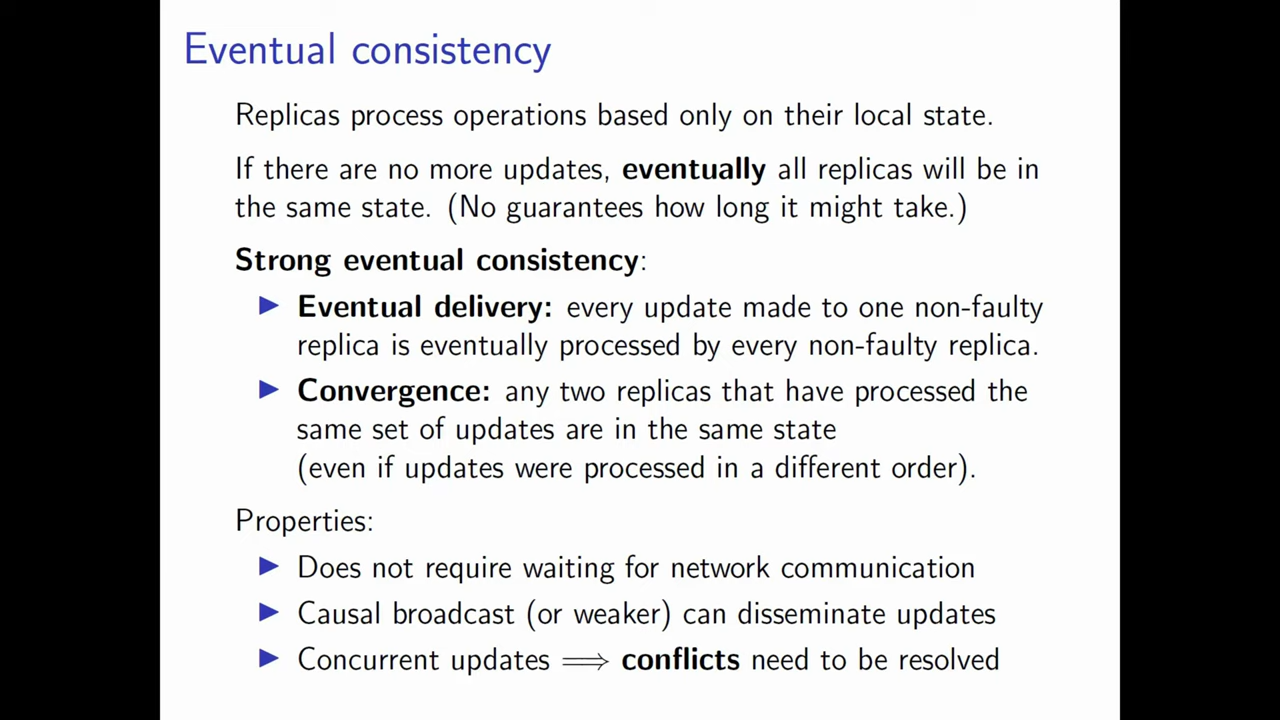 Eventual consistency
Replicas process operations based only on their local state.
If there are no more updates, eventually all replicas will be in
the same state. (No guarantees how long it might take.)
Strong eventual consistency:
▶ Eventual delivery: every update made to one non-faulty
replica is eventually processed by every non-faulty replica.
▶ Convergence: any two replicas that have processed the
same set of updates are in the same state
(even if updates were processed in a different order).
Properties:
▶ Does not require waiting for network communication
▶ Causal broadcast (or weaker) can disseminate updates
▶ Concurrent updates ⟹ conflicts need to be resolved